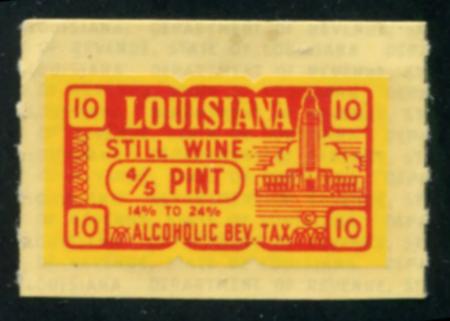 10 LOUISIANA 10
STILL WINE
4/5 PINT
14% TO 24%
©
10 ALCOHOLIC BEV. TAX 10